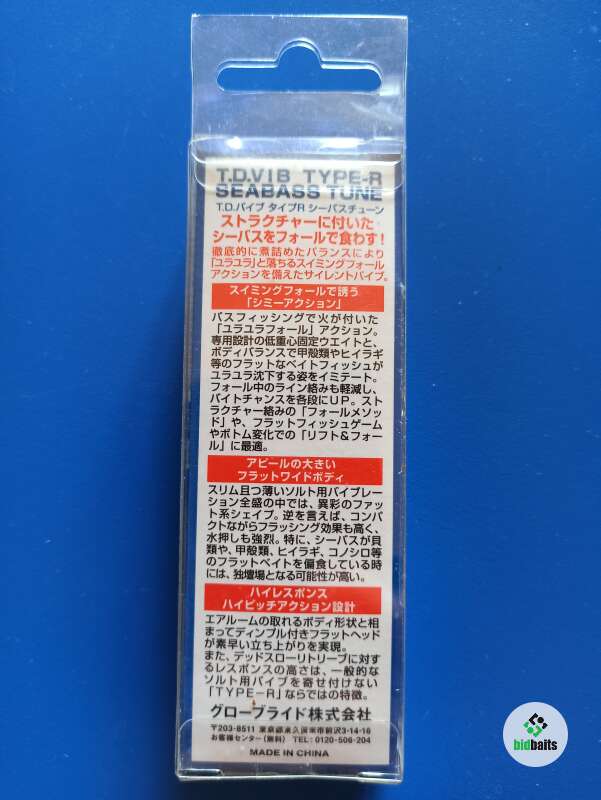 T.D.VIB TYPE-R
SEABASS TUNE
T.D.バイブ タイプR シーバスチューン
ストラクチャーに付いた
シーバスをフォールで食わす!
徹底的に煮詰めたバランスにより
「ユラユラ」と落ちるスイミングフォール
アクションを備えたサイレントバイブ。
スイミングフォールで誘う
「シミーアクション」
バスフィッシングで火が付いた
「ユラユラフォール」アクション。
専用設計の低重心固定ウエイトと、
ボディバランスで甲殻類やヒイラギ
等のフラットなベイトフィッシュが
ユラユラ沈下する姿をイミテート。
フォール中のライン絡みも軽減し、
バイトチャンスを各段にUP。スト
ラクチャー絡みの「フォールメソッ
ド」や、フラットフィッシュゲーム
やボトム変化での「リフト&フォー
ル」に最適。
アピールの大きい
フラットワイドボディ
スリム且つ薄いソルト用バイブレー
ション全盛の中では、異彩のファッ
ト系シェイプ。逆を言えば、コンパ
クトながらフラッシング効果も高く、
水押しも強烈。特に、シーバスが貝
類や、甲殻類、ヒイラギ、コノシロ等
のフラットベイトを偏食している時
には、独壇場となる可能性が高い。
ハイレスポンス
ハイピッチアクション設計
エアルームの取れるボディ形状と相
まってディンプル付きフラットヘッド
が素早い立ち上がりを実現。
また、デッドスローリトリーブに対す
るレスポンスの高さは、一般的な
ソルト用バイブを寄せ付けない
「TYPE-R」ならではの特徴。
グローブライド株式会社
〒203-8511 東京都東久留米市前沢3-14-16
お客様センター(無料) TEL: 0120-506-204
MADE IN CHINA
bidbaits